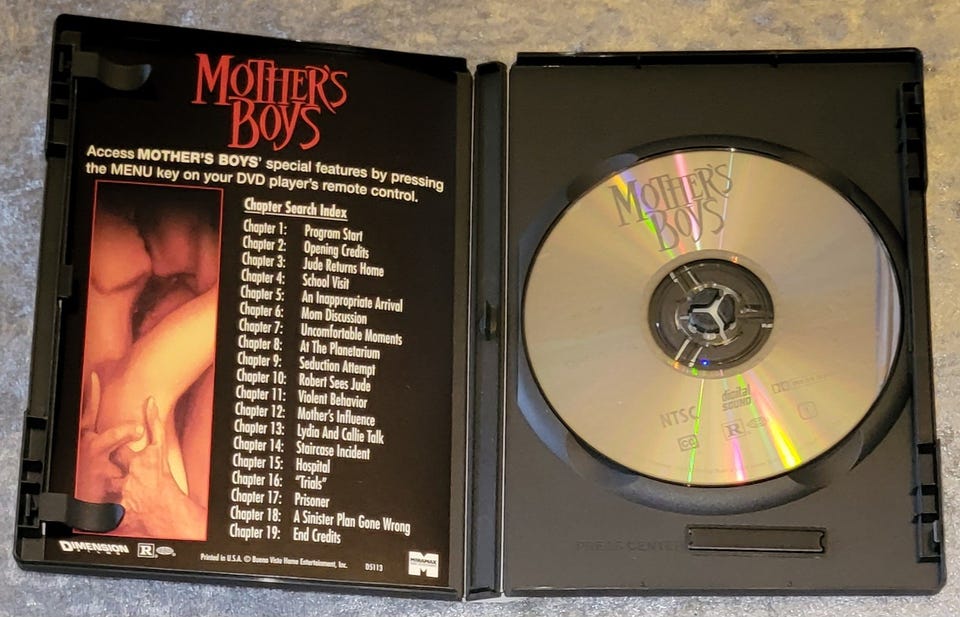 MOTHER'S
BOYS
Access MOTHER'S BOYS' special features by pressing
the MENU key on your DVD player's remote control.
Chapter Search Index
Chapter 1: Program Start
Chapter 2: Opening Credits
Chapter 3: Jude Returns Home
Chapter 4: School Visit
Chapter 5: An Inappropriate Arrival
Chapter 6: Mom Discussion
Chapter 7: Uncomfortable Moments
Chapter 8: At The Planetarium
Chapter 9: Seduction Attempt
Chapter 10: Robert Sees Jude
Chapter 11: Violent Behavior
Chapter 12: Mother's Influence
Chapter 13: Lydia And Callie Talk
Chapter 14: Staircase Incident
Chapter 15: Hospital
Chapter 16: "Trials"
Chapter 17: Prisoner
Chapter 18: A Sinister Plan Gone Wrong
Chapter 19: End Credits
DIMENSION R
Printed in U.S.A. © Buena Vista Home Entertainment, Inc. D5113
MIRAMAX
MOTHER'S
BOYS
NTSC
digital
SOUND
CC
R
1
PRESS CENTER